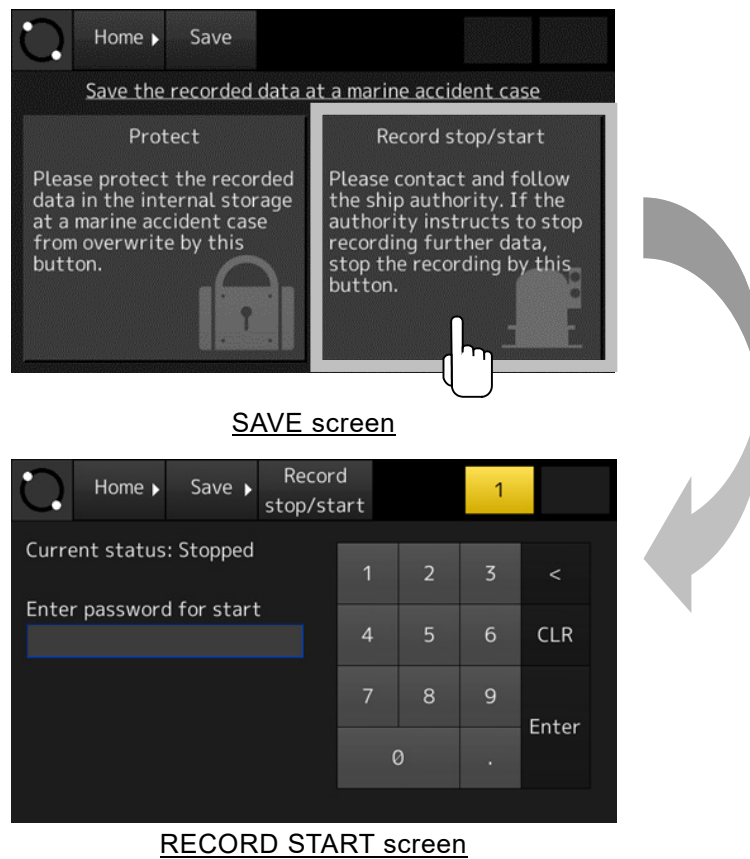 Home Save
Save the recorded data at a marine accident case
Protect
Please protect the recorded
data in the internal storage
at a marine accident case
from overwrite by this
button.
Record stop/start
Please contact and follow
the ship authority. If the
authority instructs to stop
recording further data,
stop the recording by this
button.
SAVE screen
Home Save Record
stop/start
1
Current status: Stopped
Enter password for start
1 2 3 <
4 5 6 CLR
7 8 9
Enter
0 .
RECORD START screen